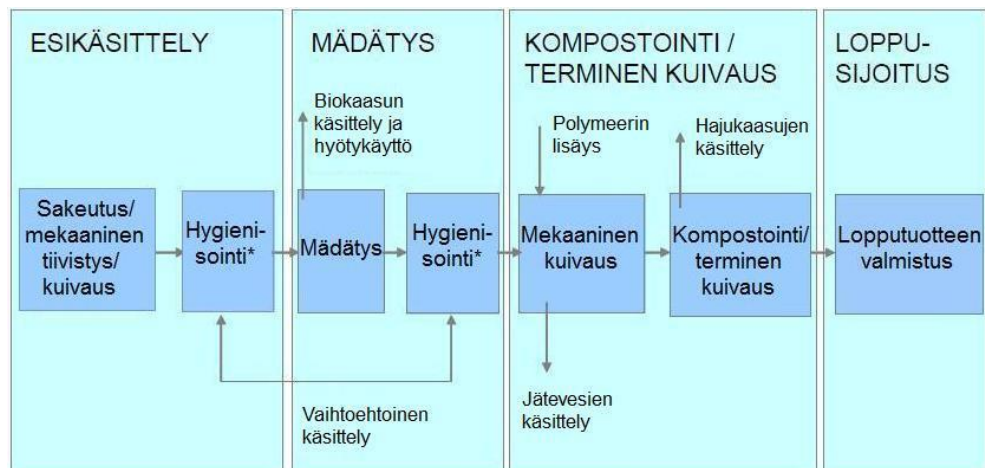 ESIKÄSITTELY
MÄDÄTYS
KOMPOSTOINTI /
TERMINEN KUIVAUS
LOPPU-
SIJOITUS
Biokaasun
käsittely ja
hyötykäyttö
Polymeerin
lisäys
Hajukaasujen
käsittely
Sakeutus/
mekaaninen
tiivistys/
kuivaus
Hygieni-
sointi*
Mädätys
Hygieni-
sointi*
Mekaaninen
kuivaus
Kompostointi/
terminen
kuivaus
Lopputuotteen
valmistus
Vaihtoehtoinen
käsittely
Jätevesien
käsittely